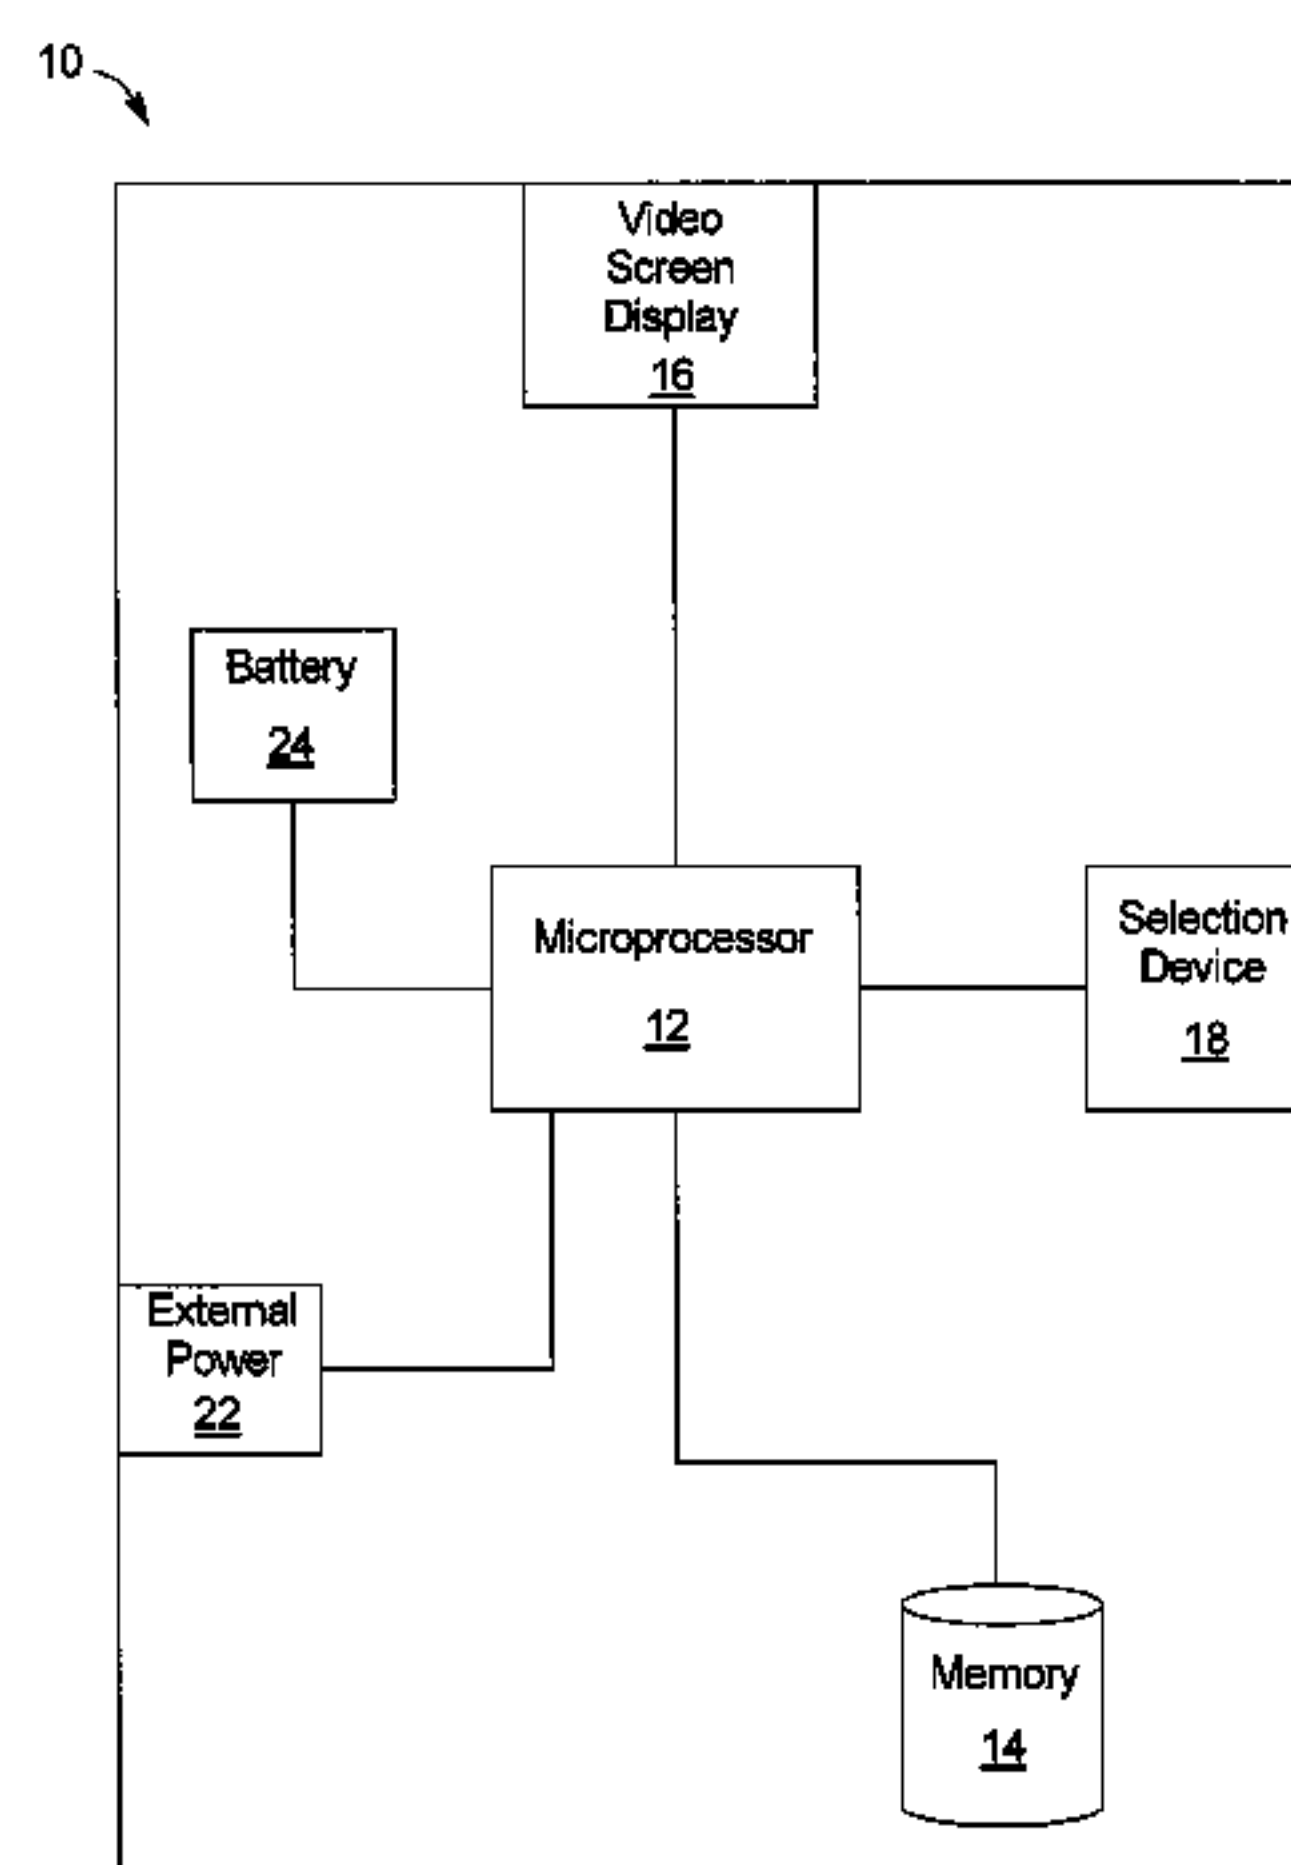 10
Video
Screen
Display
16
Battery
24
Microprocessor
12
Selection
Device
18
External
Power
22
Memory
14